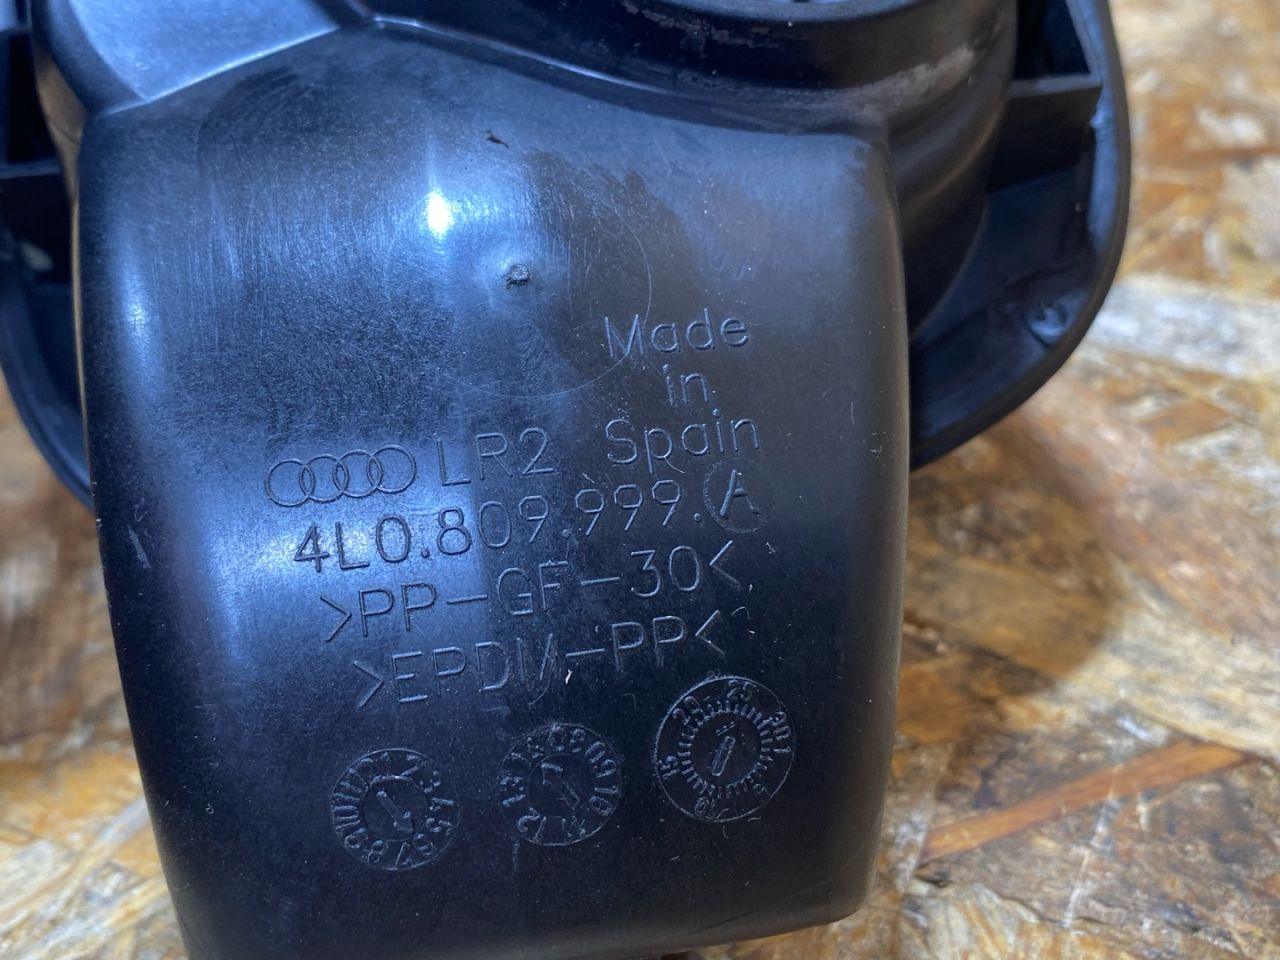 Made
in
Spain
LR2
4L0.809.999.A
>PP-GF-30<
>EPDM-PP<